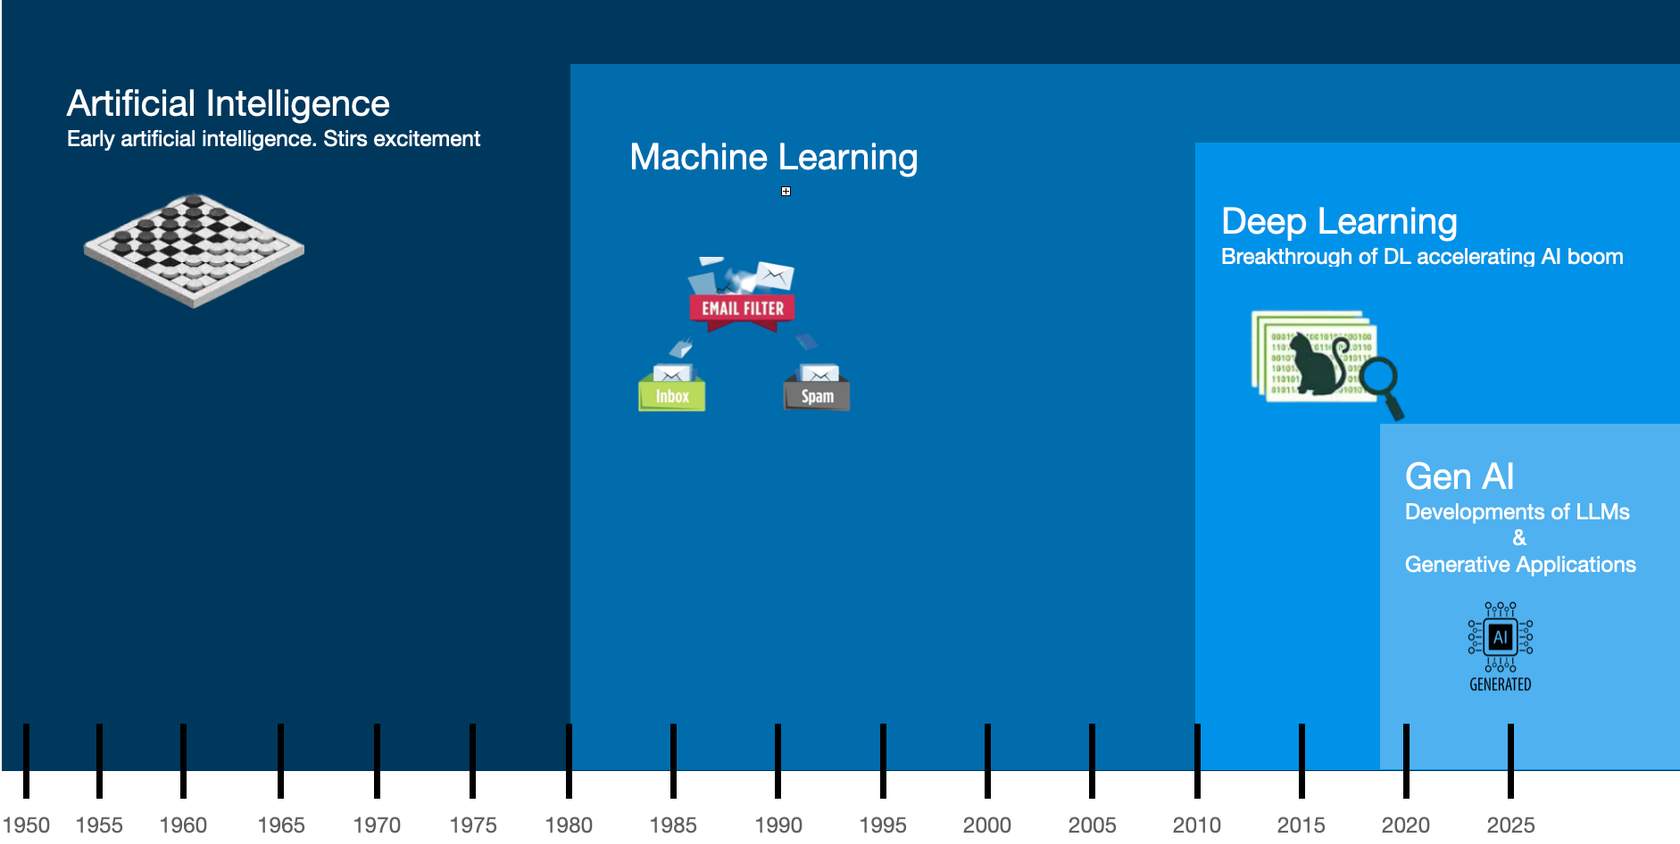 Artificial Intelligence
Early artificial intelligence. Stirs excitement
Machine Learning
EMAIL FILTER
Inbox
Spam
Deep Learning
Breakthrough of DL accelerating AI boom
Gen AI
Developments of LLMs
&
Generative Applications
AI
GENERATED
1950 1955 1960 1965 1970 1975 1980 1985 1990 1995 2000 2005 2010 2015 2020 2025